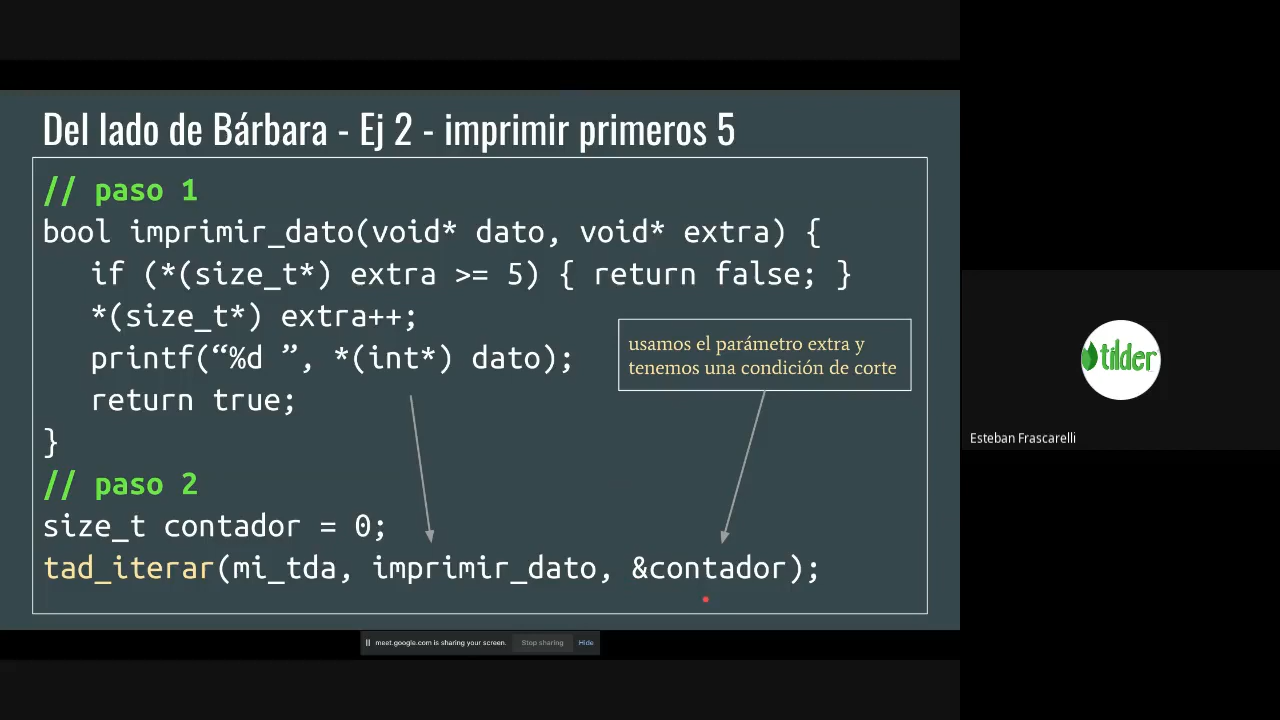 Del lado de Bárbara - Ej 2 - imprimir primeros 5
// paso 1
bool imprimir_dato(void* dato, void* extra) {
if (*(size_t*) extra >= 5) { return false; }
*(size_t*) extra++;
printf(“%d ”, *(int*) dato);
return true;
}
usamos el parámetro extra y
tenemos una condición de corte
// paso 2
size_t contador = 0;
tad_iterar(mi_tda, imprimir_dato, &contador);
meet.google.com is sharing your screen.
Stop sharing
Hide
tilder
Esteban Frascarelli